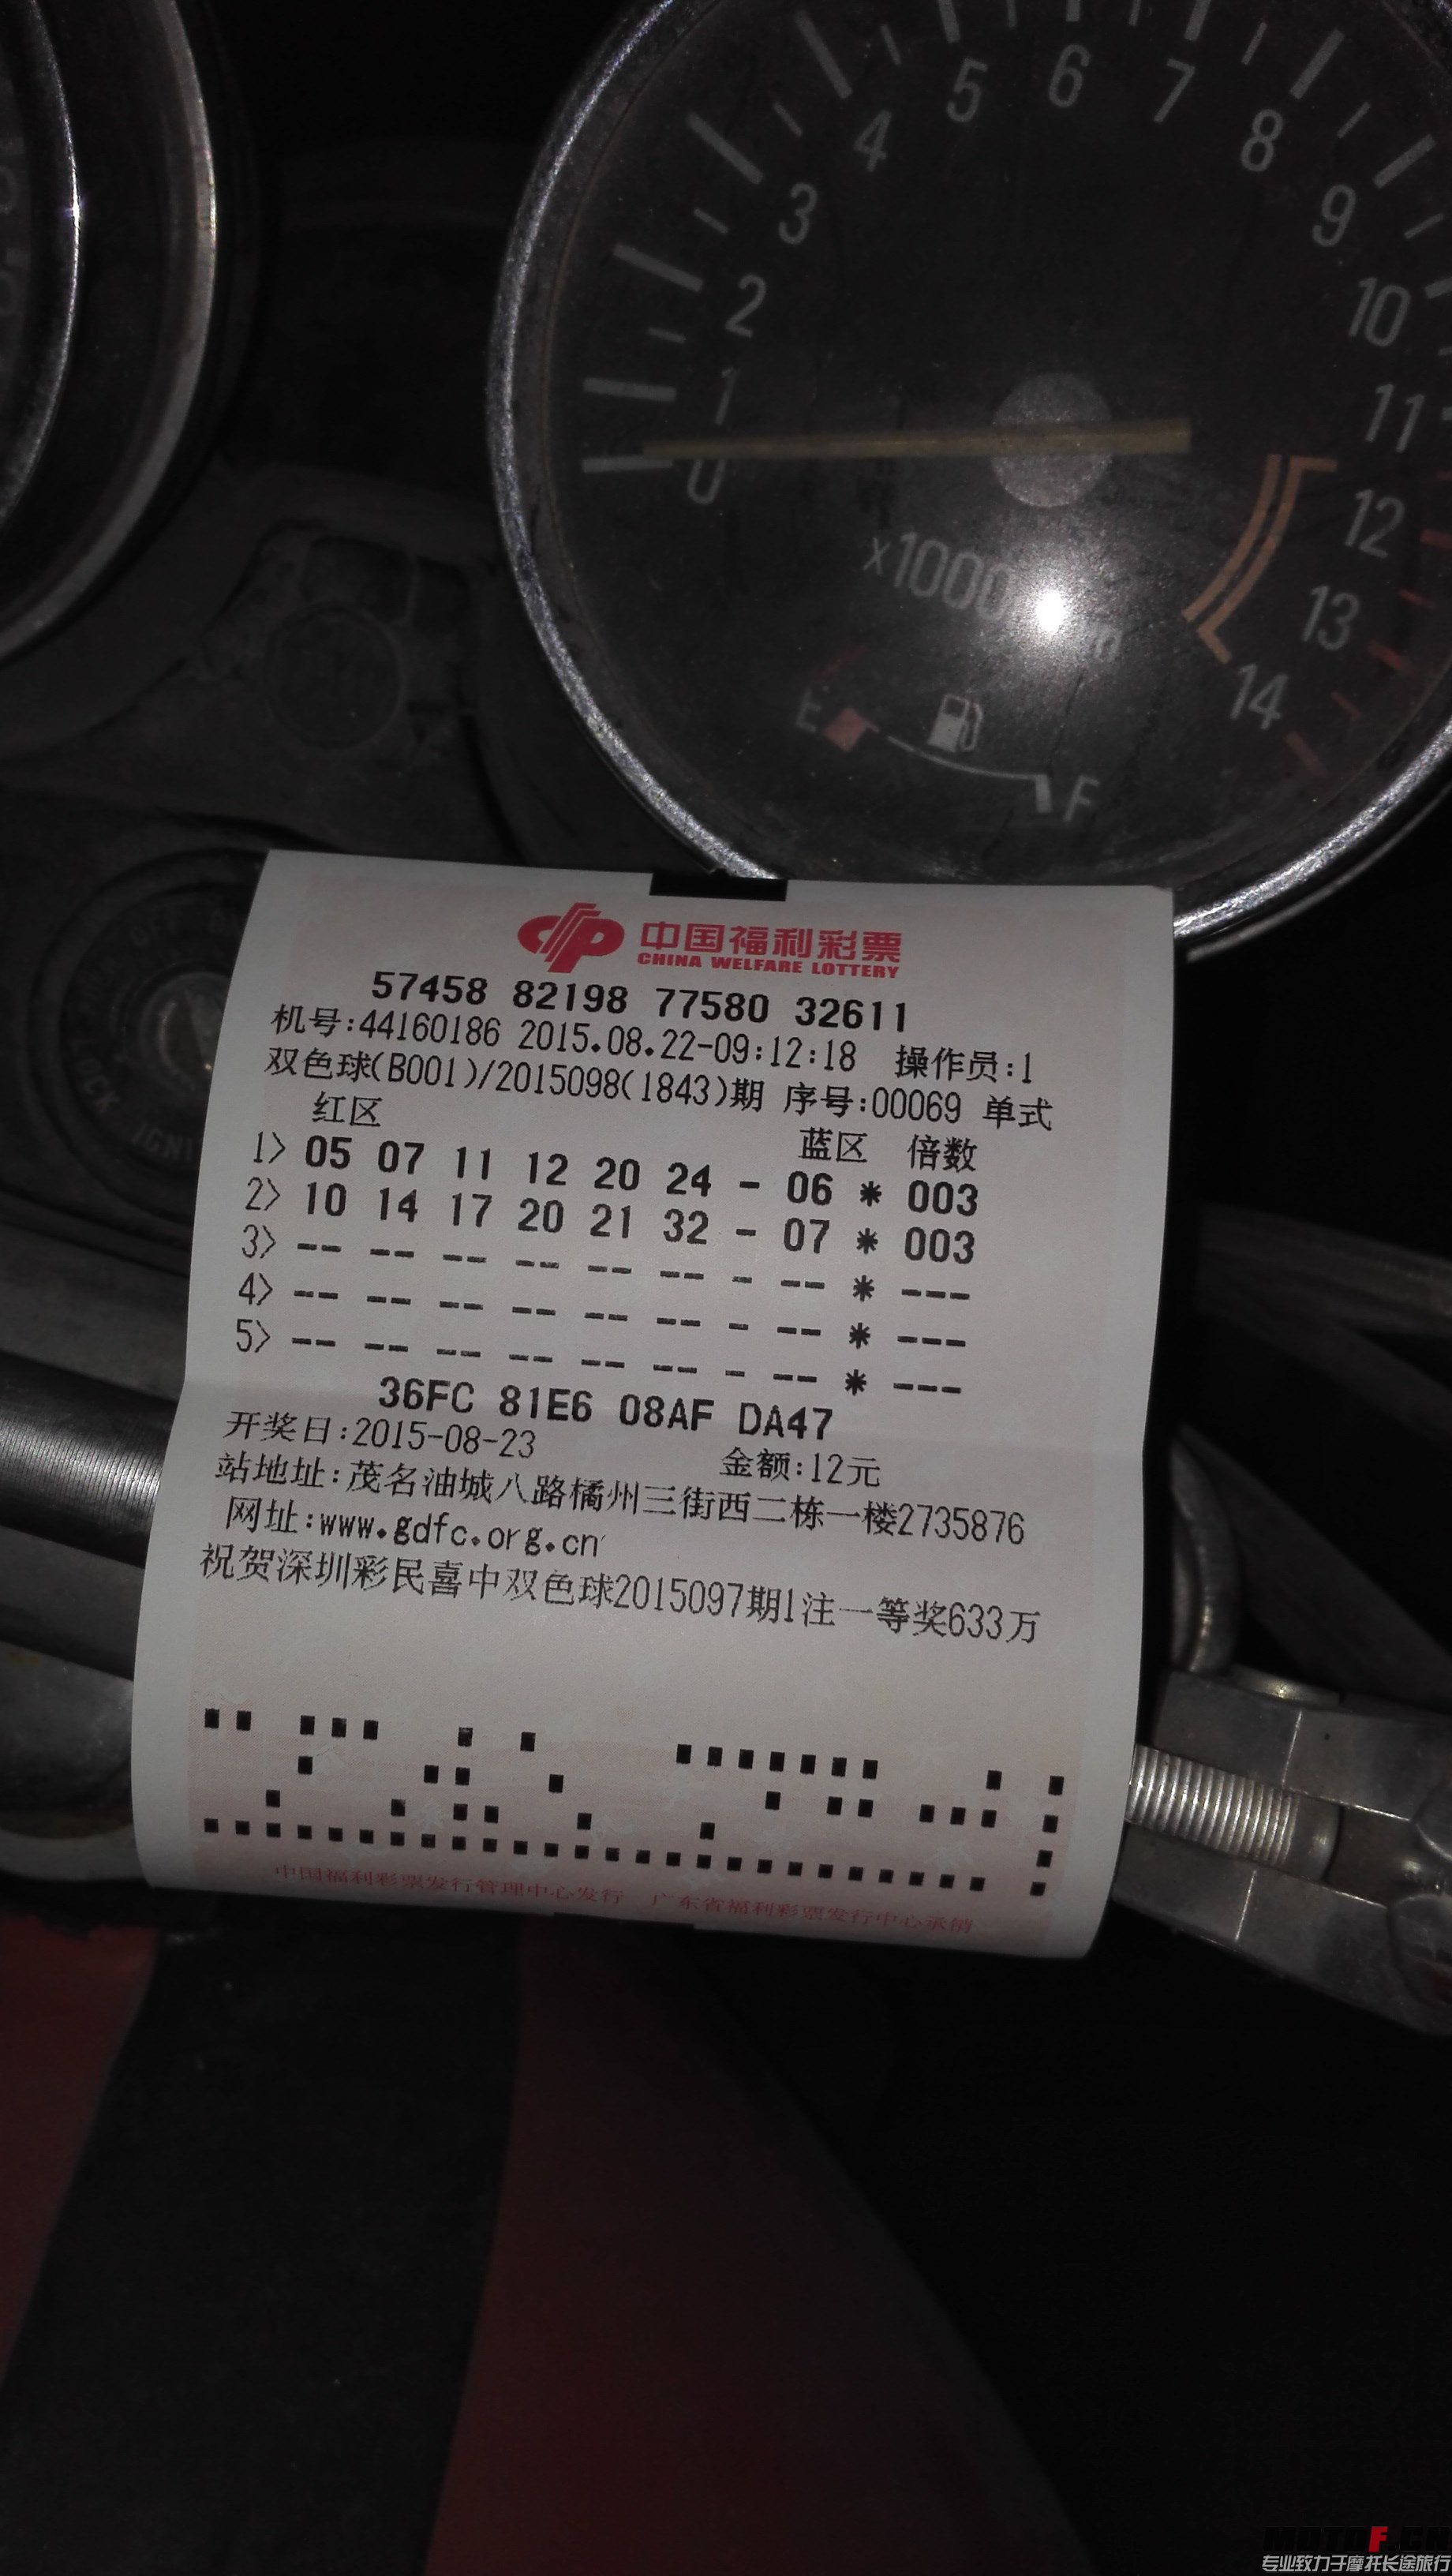 5
6
7
4
8
3
9
2
10
1
11
0
12
x1000
13
14
E
F
OFF
LOCK
中国福利彩票
CHINA WELFARE LOTTERY
57458 82198 77580 32611
机号:44160186 2015.08.22-09:12:18 操作员:1
双色球(B001)/2015098(1843)期 序号:00069 单式
红区 蓝区 倍数
1> 05 07 11 12 20 24 - 06 * 003
2> 10 14 17 20 21 32 - 07 * 003
3> -- -- -- -- -- -- - -- * ---
4> -- -- -- -- -- -- - -- * ---
5> -- -- -- -- -- -- - -- * ---
36FC 81E6 08AF DA47
开奖日:2015-08-23 金额:12元
站地址:茂名油城八路橘州三街西二栋一楼2735876
网址:www.gdfc.org.cn
祝贺深圳彩民喜中双色球2015097期1注一等奖633万
中国福利彩票发行管理中心发行 广东省福利彩票发行中心承销
MOTOF.CN
专业致力于摩托长途旅行